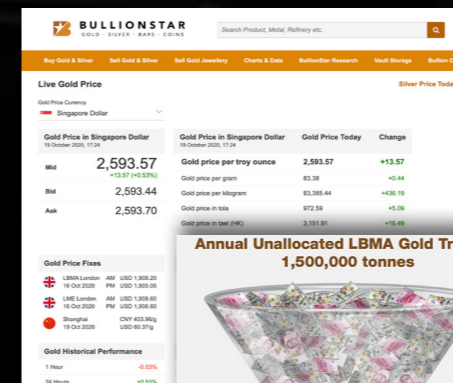 BULLIONSTAR
GOLD · SILVER · BARS · COINS
Search Product, Metal, Refinery etc.
Buy Gold & Silver Sell Gold & Silver Sell Gold Jewellery Charts & Data BullionStar Research Vault Storage Bullion C
Live Gold Price
Silver Price Toda
Gold Price Currency
Singapore Dollar
Gold Price in Singapore Dollar
19 October 2020, 17:24
Mid 2,593.57
+13.57 (+0.53%)
Bid 2,593.44
Ask 2,593.70
Gold Price in Singapore Dollar Gold Price Today Change
19 October 2020, 17:24
Gold price per troy ounce 2,593.57 +13.57
Gold price per gram 83.38 +0.44
Gold price per kilogram 83,385.44 +436.19
Gold price in tola 972.59 +5.09
Gold price in tael (HK) 3,151.91 +16.49
Gold Price Fixes
LBMA London AM USD 1,908.20
16 Oct 2020 PM USD 1,905.05
LME London AM USD 1,908.60
16 Oct 2020 PM USD 1,906.60
Shanghai CNY 403.96/g
19 Oct 2020 USD 60.37/g
Gold Historical Performance
1 Hour -0.03%
24 Hours +0.53%
Annual Unallocated LBMA Gold Tr
1,500,000 tonnes